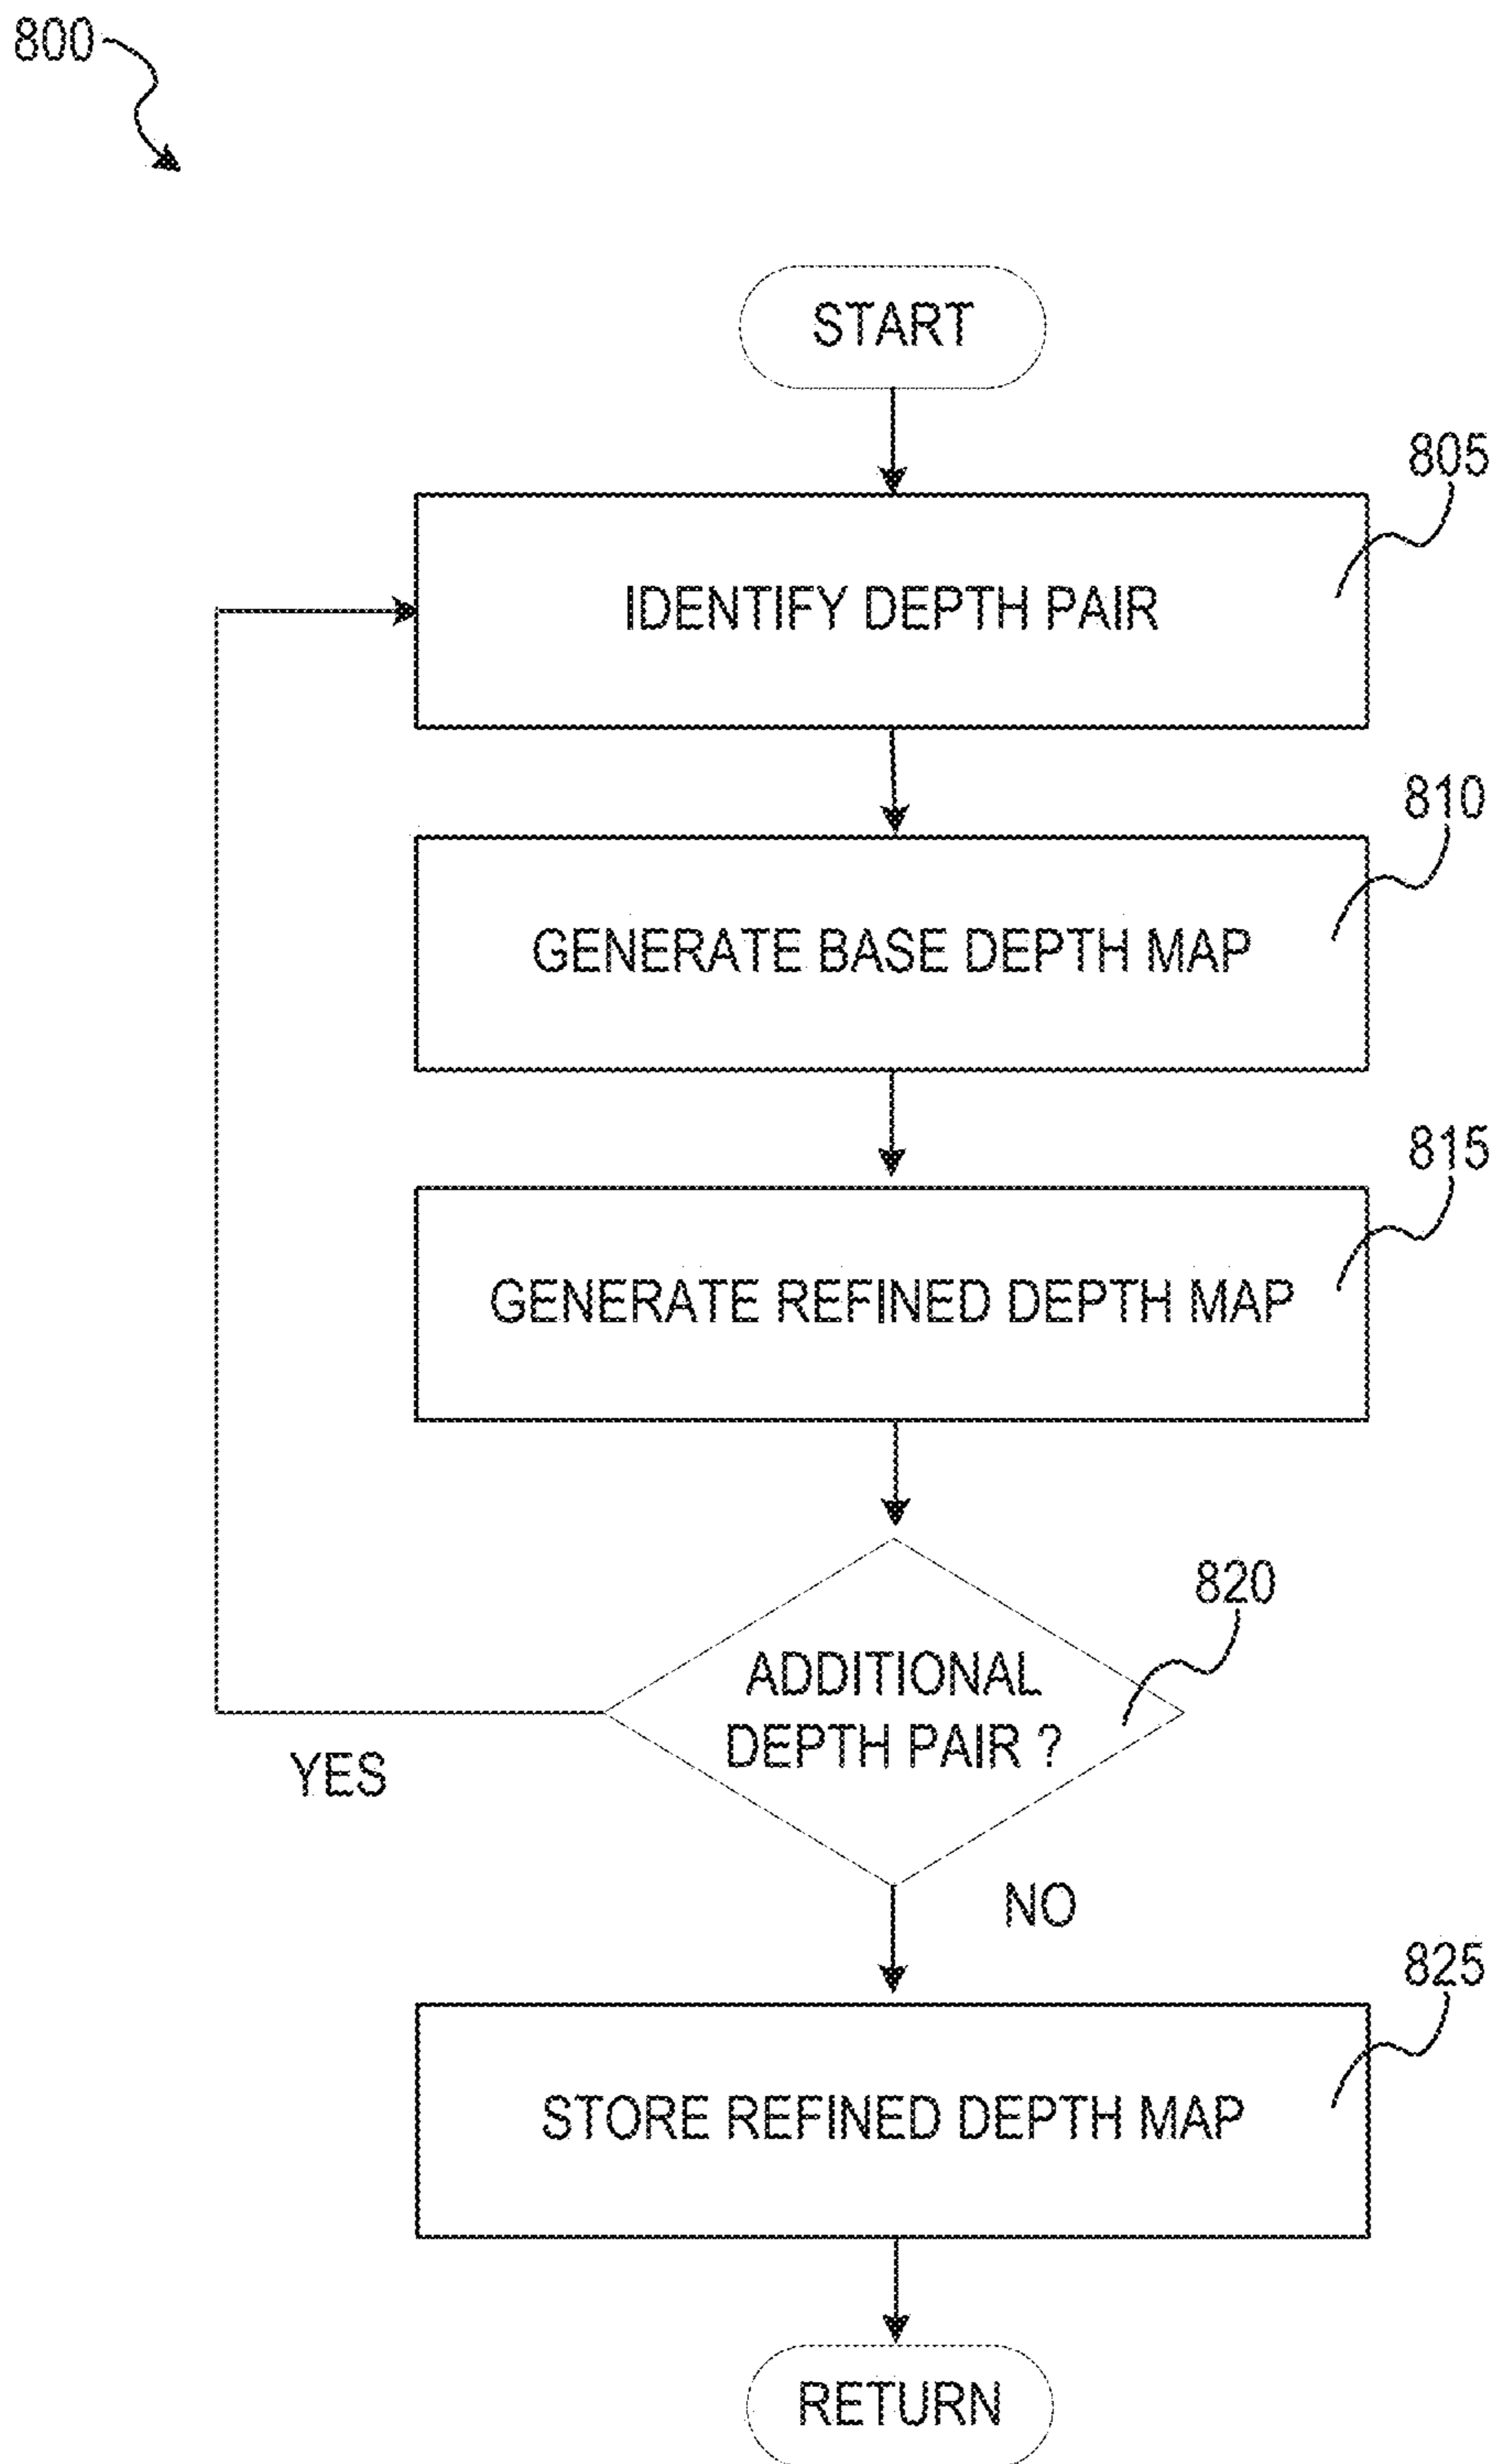 800
START
805
IDENTIFY DEPTH PAIR
810
GENERATE BASE DEPTH MAP
815
GENERATE REFINED DEPTH MAP
820
ADDITIONAL
DEPTH PAIR ?
YES
NO
825
STORE REFINED DEPTH MAP
RETURN